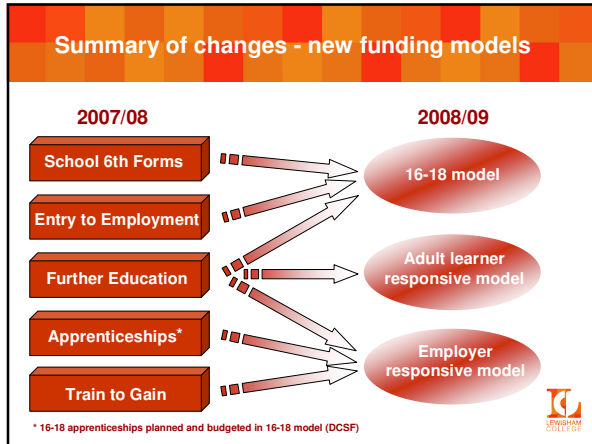 Summary of changes - new funding models
2007/08
2008/09
School 6th Forms
Entry to Employment
Further Education
Apprenticeships*
Train to Gain
16-18 model
Adult learner
responsive model
Employer
responsive model
* 16-18 apprenticeships planned and budgeted in 16-18 model (DCSF)
LEWISHAM
COLLEGE